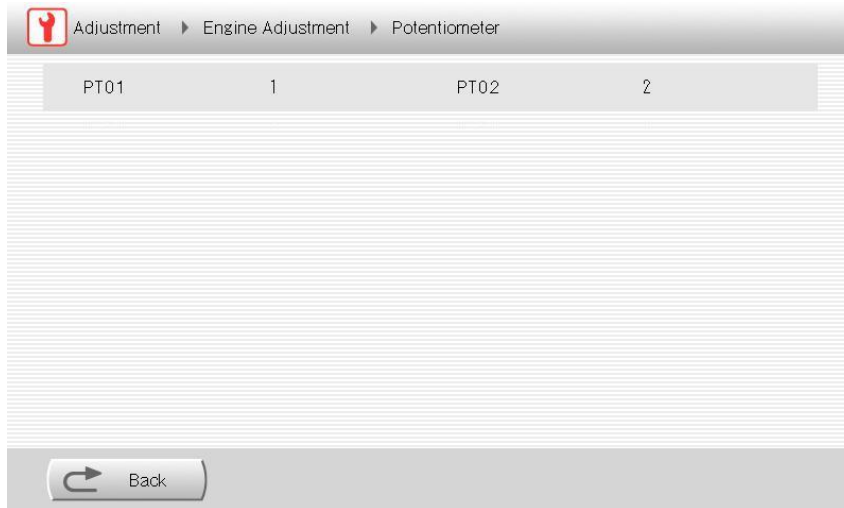 Adjustment ▶ Engine Adjustment ▶ Potentiometer
PT01 1 PT02 2
Back